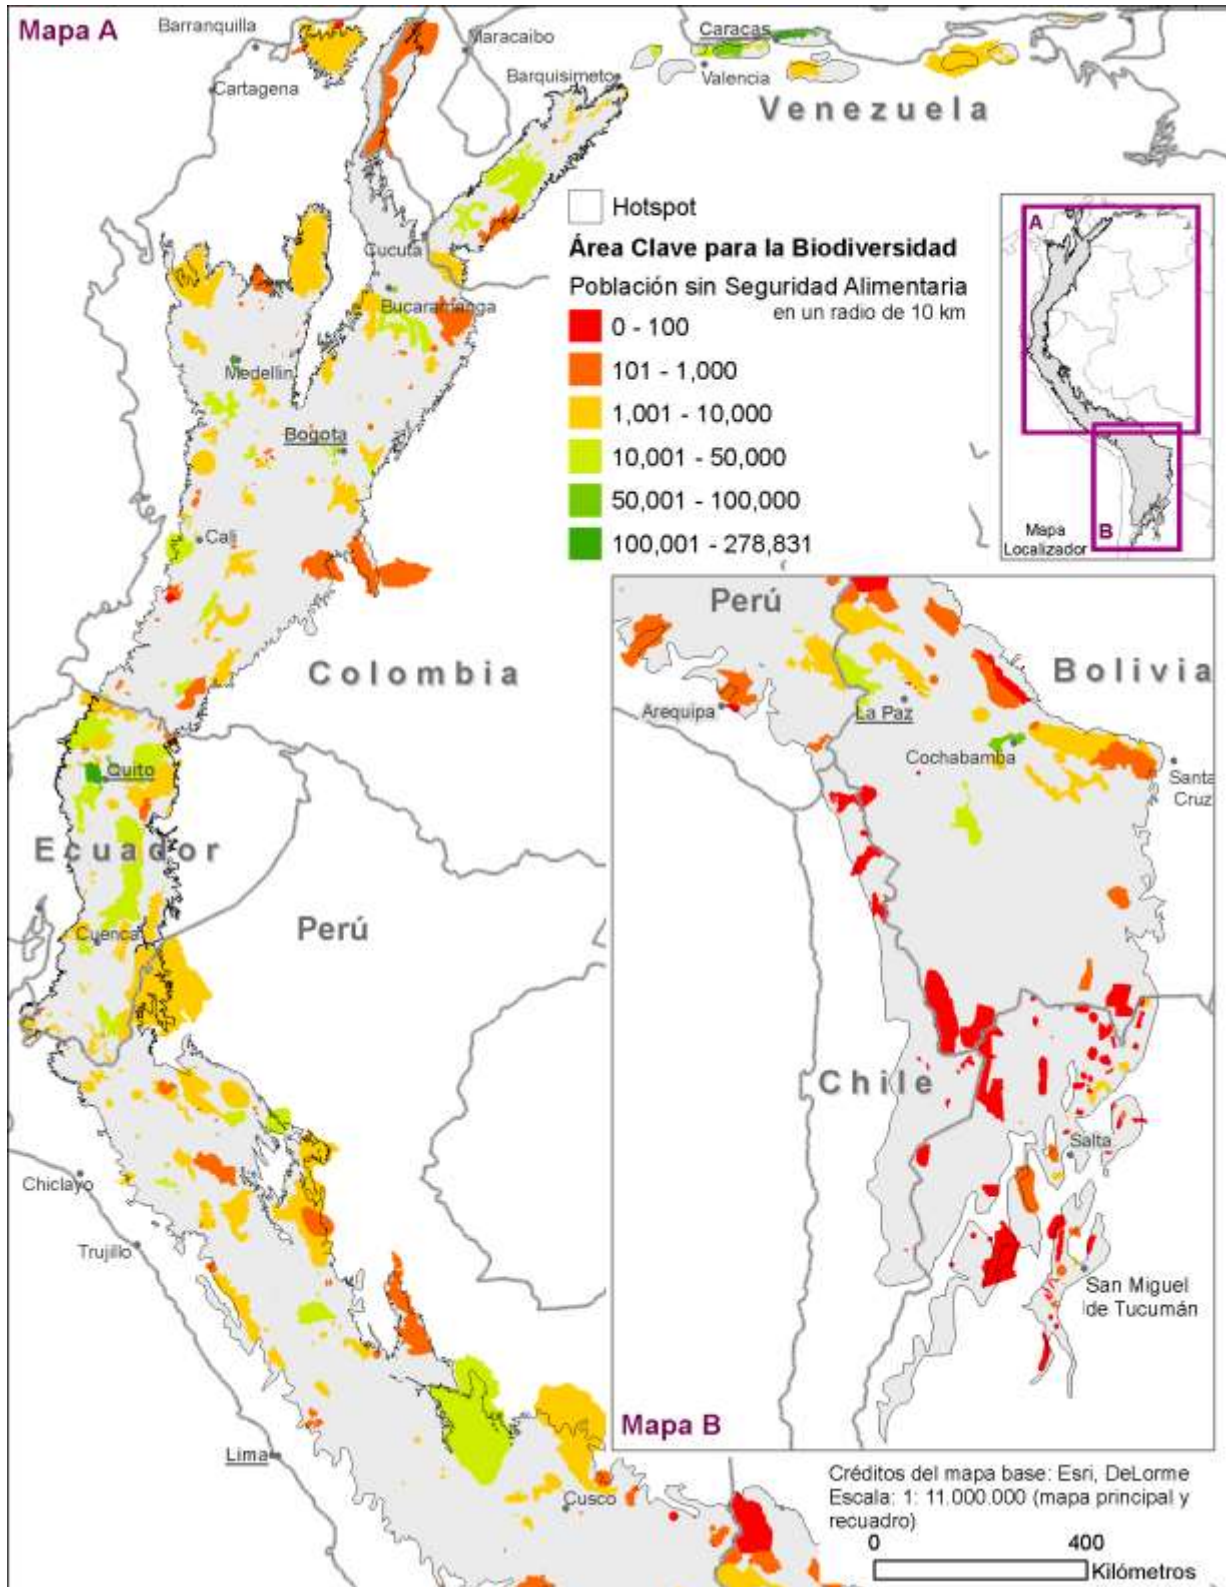 Mapa A
Barranquilla
Cartagena
Maracaibo
Barquisimeto
Caracas
Valencia
Venezuela
Cucuta
Bucaramanga
Medellin
Bogota
Cali
Colombia
Quito
Ecuador
Cuenca
Perú
Chiclayo
Trujillo
Lima
Cusco
Hotspot
Área Clave para la Biodiversidad
Población sin Seguridad Alimentaria
en un radio de 10 km
0 - 100
101 - 1,000
1,001 - 10,000
10,001 - 50,000
50,001 - 100,000
100,001 - 278,831
A
B
Mapa
Localizador
Perú
Bolivia
Arequipa
La Paz
Cochabamba
Santa
Cruz
Chile
Salta
San Miguel
de Tucumán
Mapa B
Créditos del mapa base: Esri, DeLorme
Escala: 1: 11.000.000 (mapa principal y
recuadro)
0 400
Kilómetros